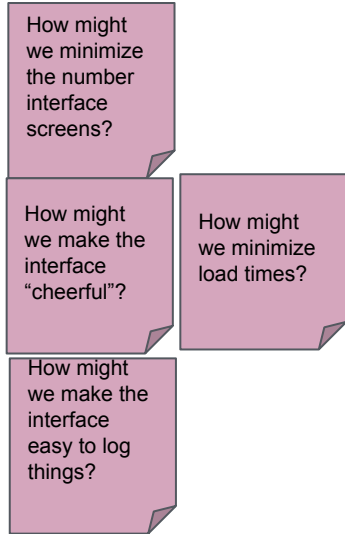 How might
we minimize
the number
interface
screens?
How might
we make the
interface
“cheerful”?
How might
we minimize
load times?
How might
we make the
interface
easy to log
things?